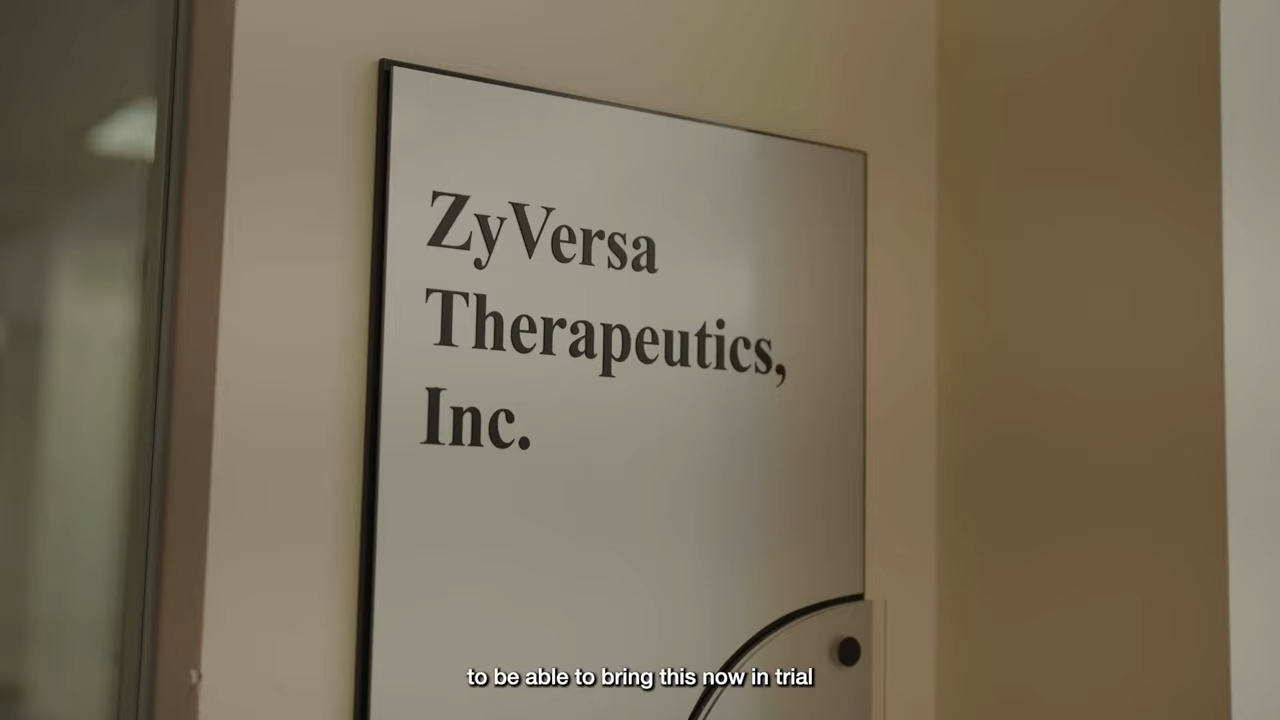 ZyVersa
Therapeutics,
Inc.
to be able to bring this now in trial